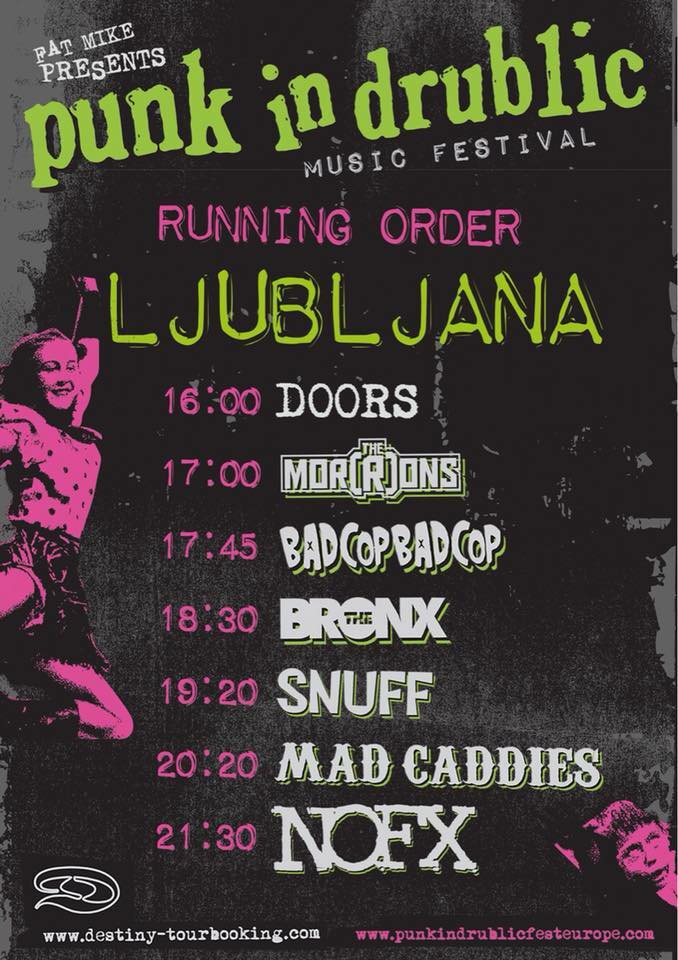 FAT MIKE
PRESENTS
punk in drublic
MUSIC FESTIVAL
RUNNING ORDER
LJUBLJANA
16:00 DOORS
17:00 THE MOR(R)ONS
17:45 BADCOPBADCOP
18:30 THE BRONX
19:20 SNUFF
20:20 MAD CADDIES
21:30 NOFX
www.destiny-tourbooking.com www.punkindrublicfesteurope.com